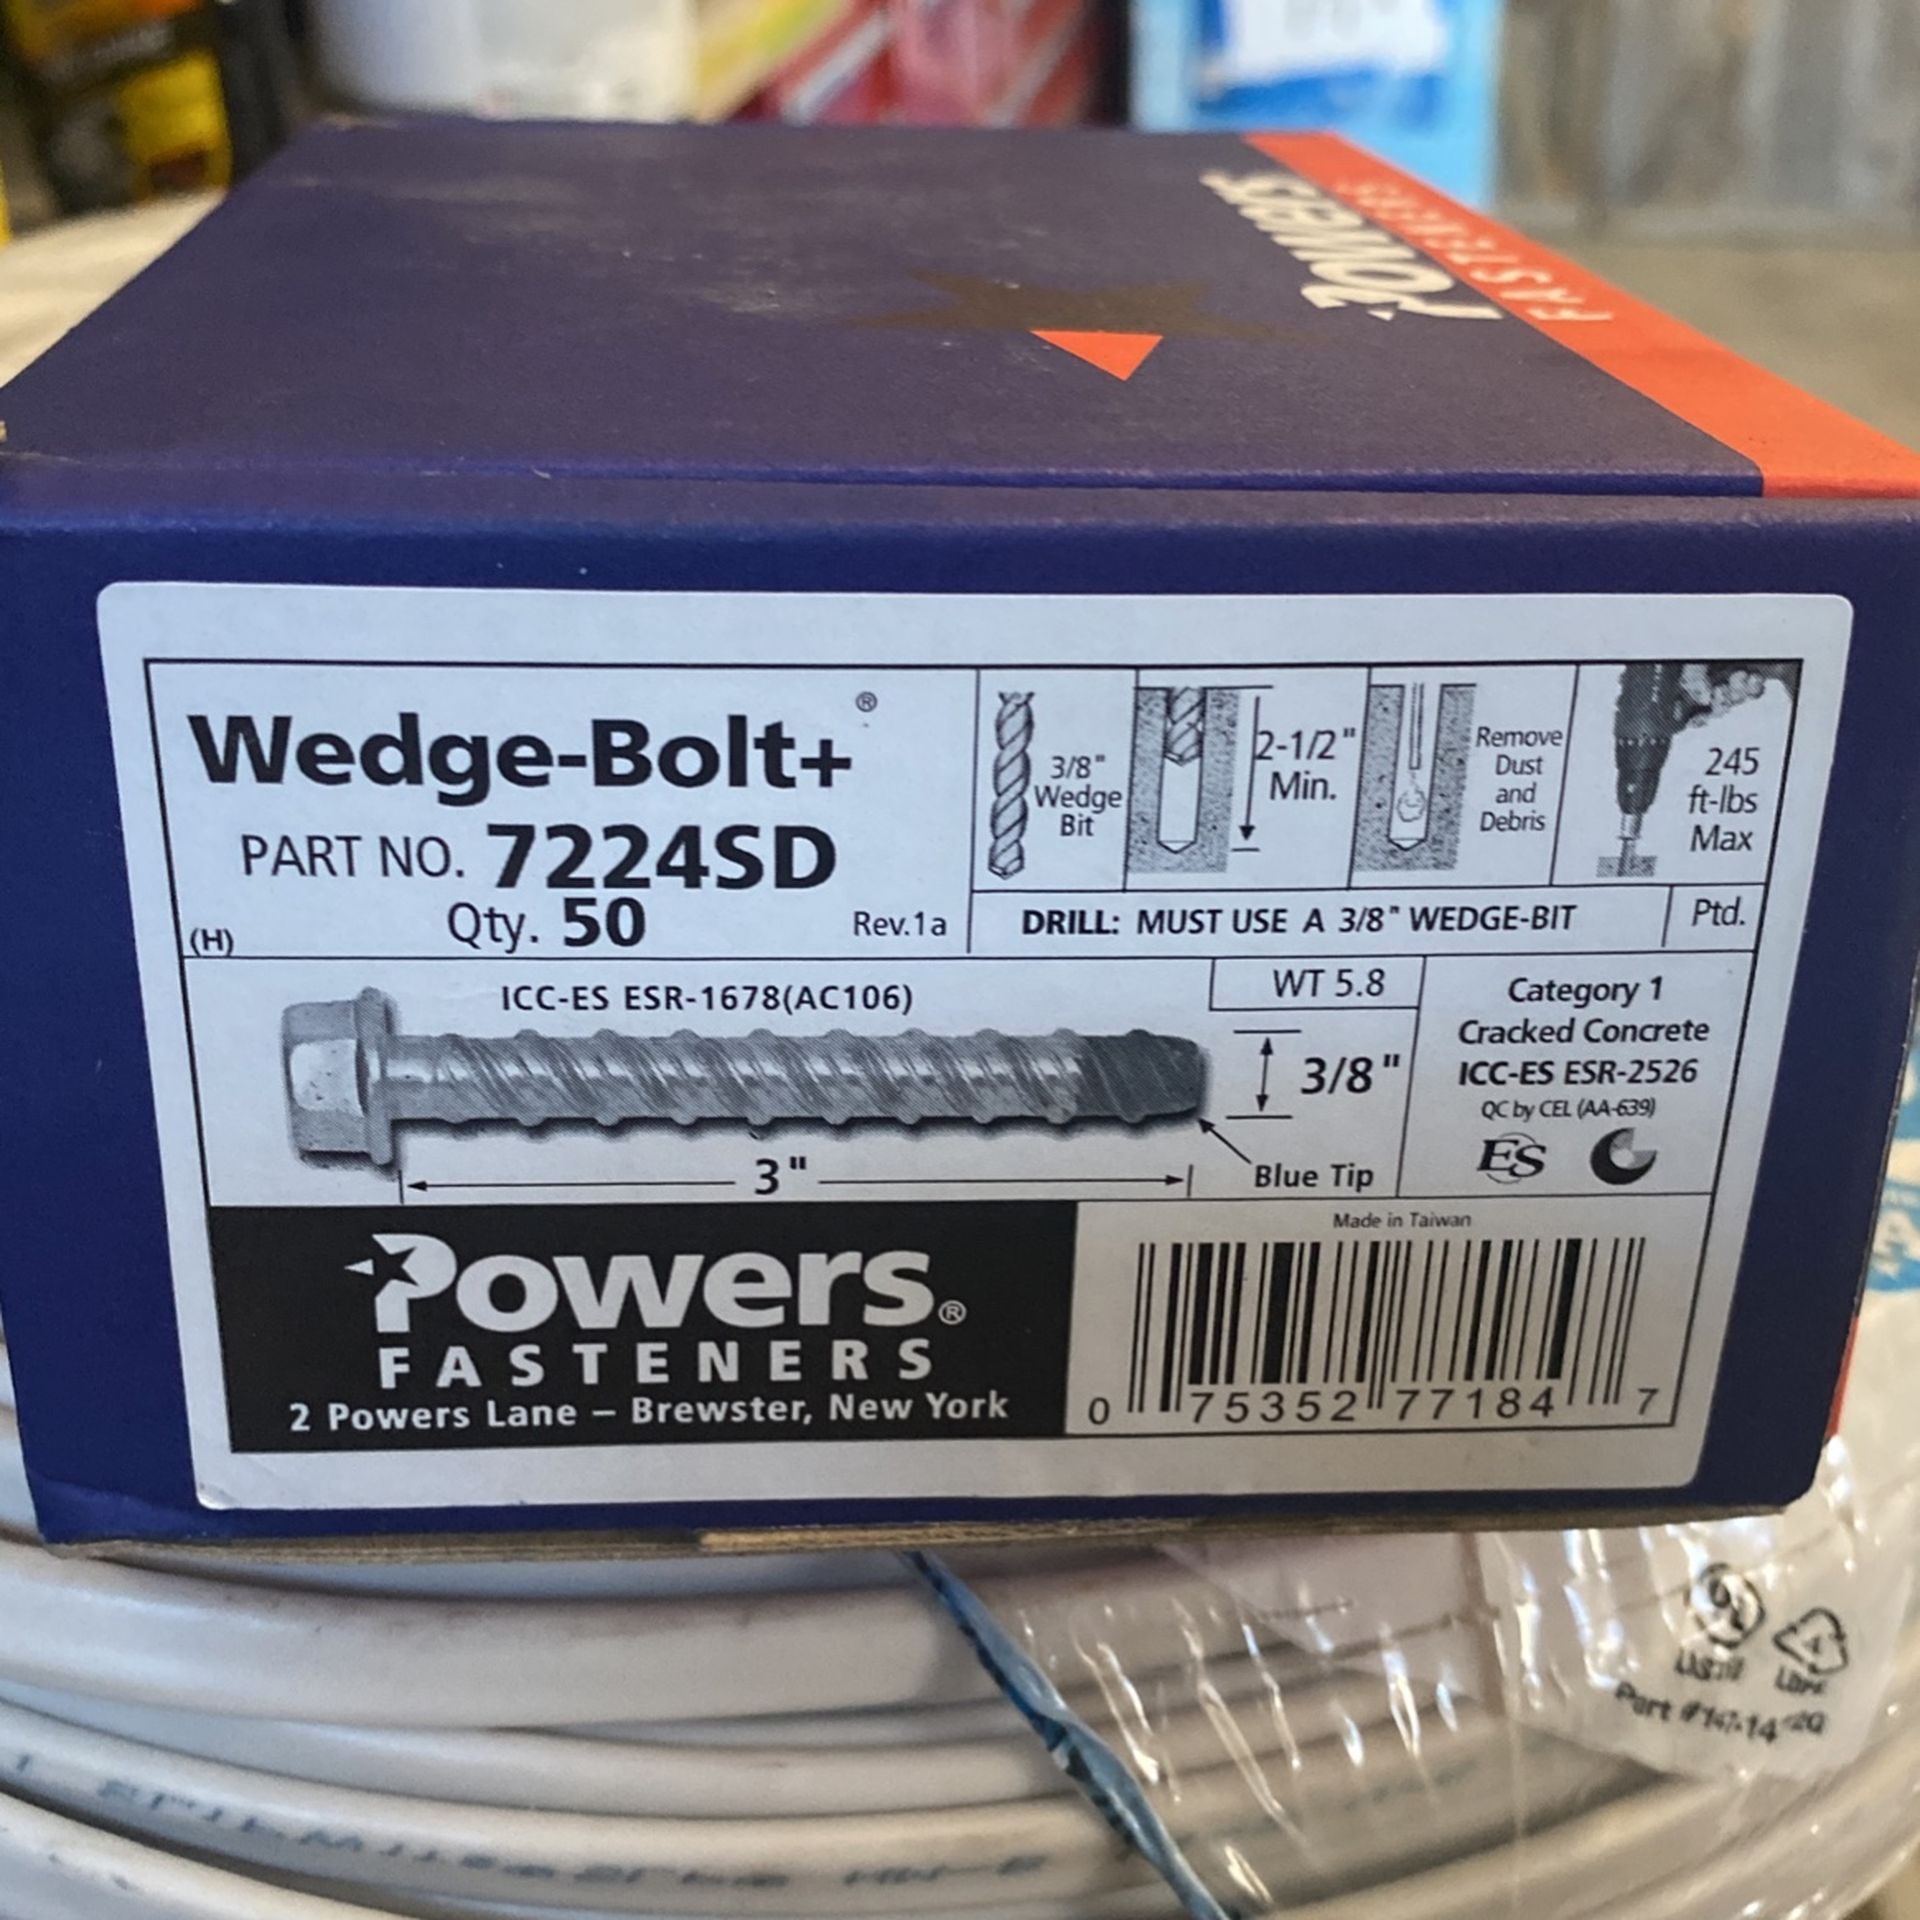 POWERS
FASTENERS
Wedge-Bolt+®
PART NO. 7224SD
Qty. 50
Rev.1a
(H)
3/8"
Wedge
Bit
2-1/2"
Min.
Remove
Dust
and
Debris
245
ft-lbs
Max
DRILL: MUST USE A 3/8" WEDGE-BIT
Ptd.
ICC-ES ESR-1678(AC106)
WT 5.8
3/8"
3"
Blue Tip
Category 1
Cracked Concrete
ICC-ES ESR-2526
QC by CEL (AA-639)
ES
Powers®
FASTENERS
2 Powers Lane – Brewster, New York
Made in Taiwan
0 75352 77184 7
4
LDPE
Part